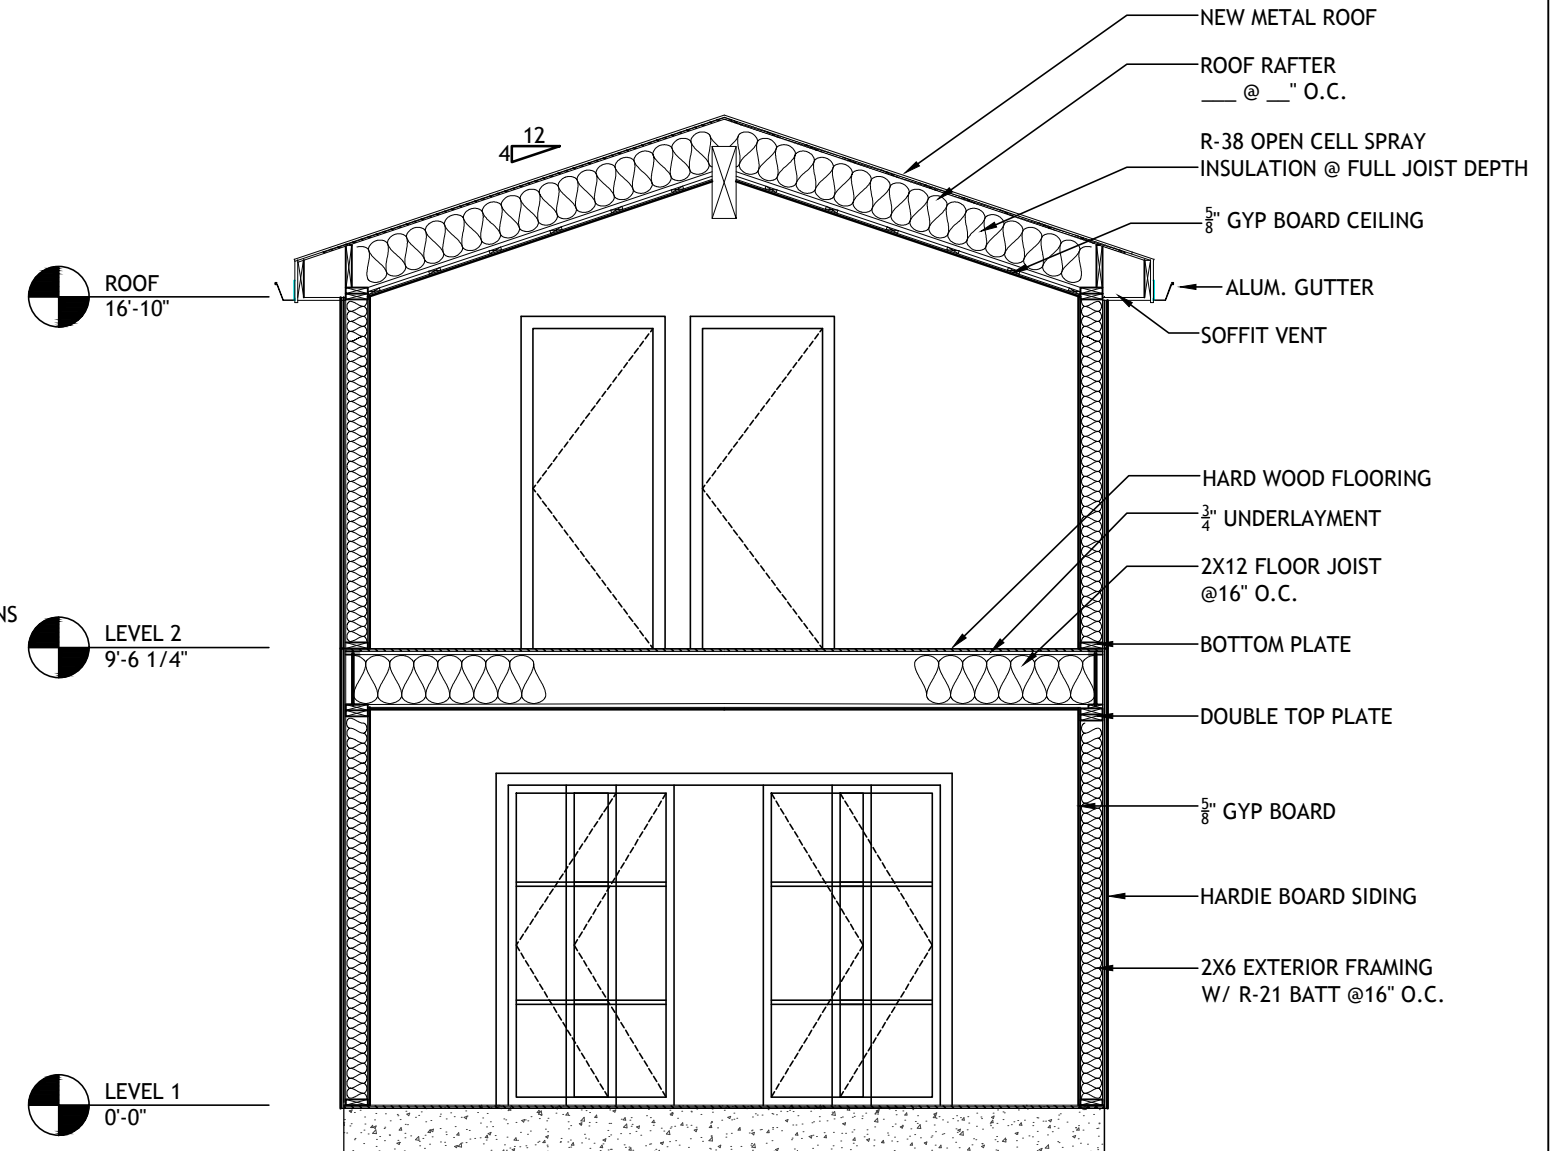 NEW METAL ROOF
ROOF RAFTER
___ @ __" O.C.
12
4
R-38 OPEN CELL SPRAY
INSULATION @ FULL JOIST DEPTH
5/8" GYP BOARD CEILING
ROOF
16'-10"
ALUM. GUTTER
SOFFIT VENT
HARD WOOD FLOORING
3/4" UNDERLAYMENT
2X12 FLOOR JOIST
@16" O.C.
NS
LEVEL 2
9'-6 1/4"
BOTTOM PLATE
DOUBLE TOP PLATE
5/8" GYP BOARD
HARDIE BOARD SIDING
2X6 EXTERIOR FRAMING
W/ R-21 BATT @16" O.C.
LEVEL 1
0'-0"